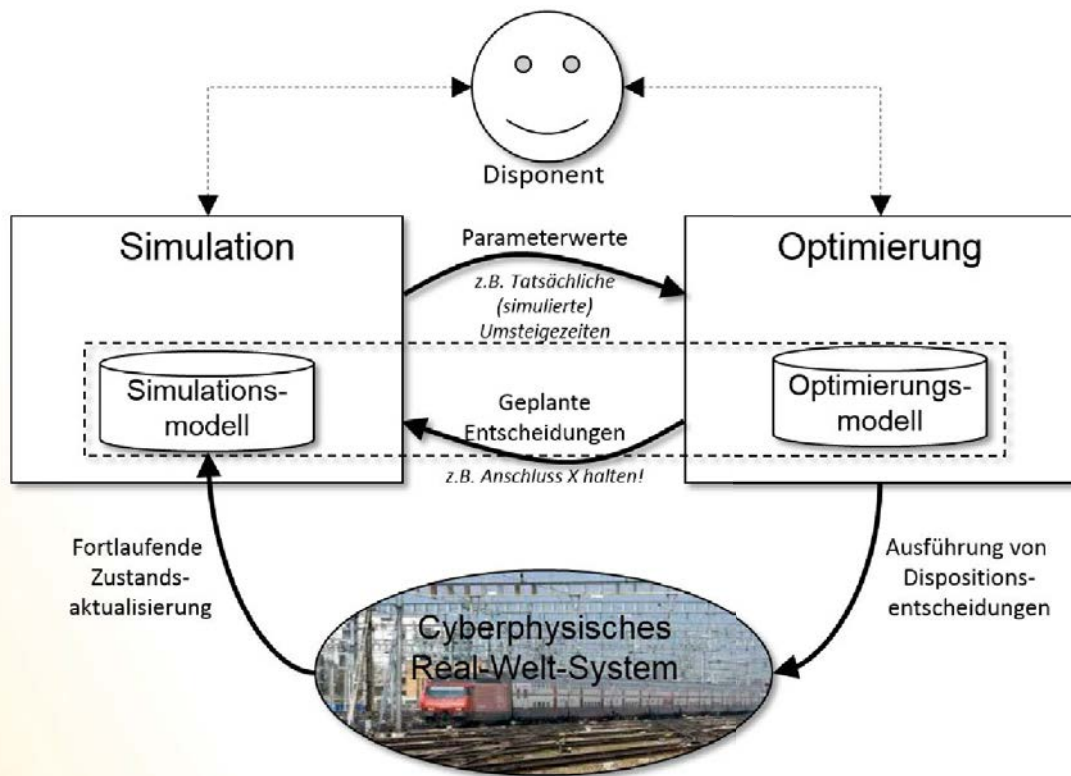 Disponent
Simulation
Parameterwerte
z.B. Tatsächliche
(simulierte)
Umsteigezeiten
Optimierung
Simulations-
modell
Geplante
Entscheidungen
z.B. Anschluss X halten!
Optimierungs-
modell
Fortlaufende
Zustands-
aktualisierung
Cyberphysisches
Real-Welt-System
Ausführung von
Dispositions-
entscheidungen